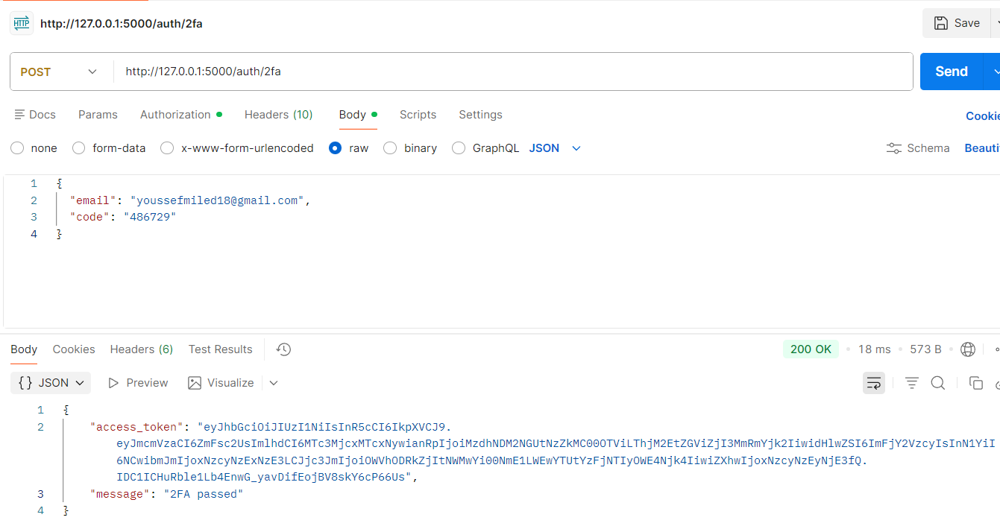 HTTP http://127.0.0.1:5000/auth/2fa Save
POST http://127.0.0.1:5000/auth/2fa Send
Docs Params Authorization Headers (10) Body Scripts Settings Cookie
none form-data x-www-form-urlencoded raw binary GraphQL JSON Schema Beauti
1 {
2 "email": "youssefmiled18@gmail.com",
3 "code": "486729"
4 }
Body Cookies Headers (6) Test Results 200 OK • 18 ms • 573 B •
{} JSON Preview Visualize
1 {
2 "access_token": "eyJhbGciOiJIUzI1NiIsInR5cCI6IkpXVCJ9.
eyJmcmVzaCI6ZmFsc2UsImlhdCI6MTc3MjcxMTcxNywianRpIjoiMzdhNDM2NGUtNzZkMC00OTViLThjM2EtZGViZjI3MmRmYjk2IiwidHlwZSI6ImFjY2VzcyIsInN1YiI
6NCwibmJmIjoxNzcyNzExNzE3LCJjc3JmIjoiOWVhODRkZjItNWMwYi00NmE1LWEwYTUtYzFjNTIyOWE4Njk4IiwiZXhwIjoxNzcyNzEyNjE3fQ.
IDC1ICHuRble1Lb4EnwG_yavDifEojBV8skY6cP66Us",
3 "message": "2FA passed"
4 }